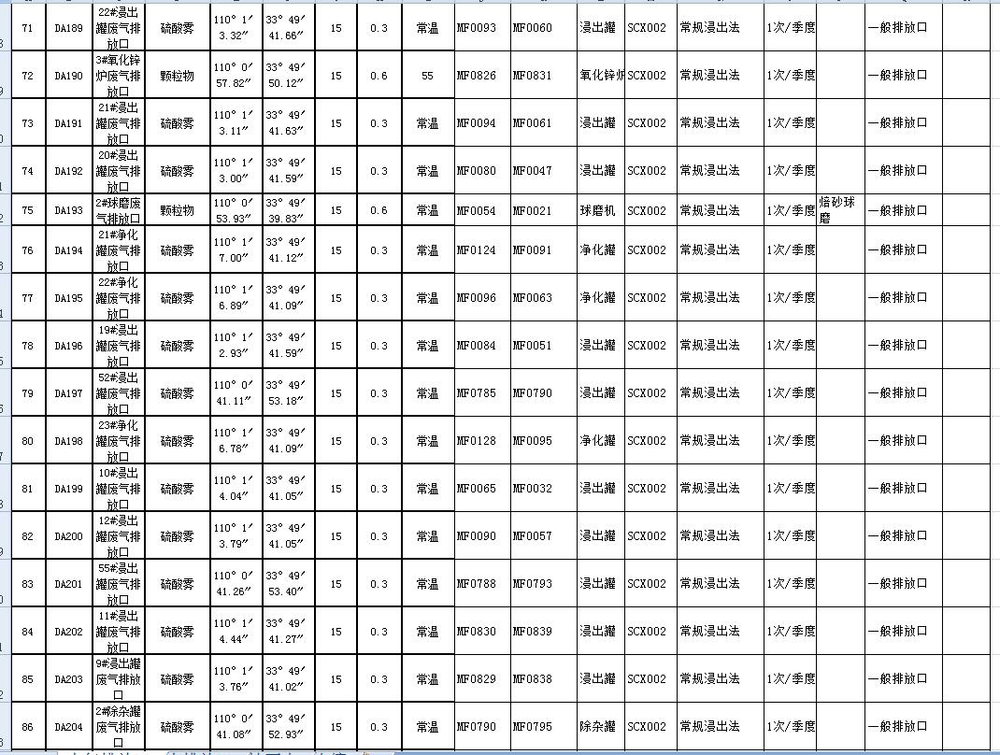 71 DA189 22#浸出罐废气排放口 硫酸雾 110° 1′ 3.32″ 33° 49′ 41.66″ 15 0.3 常温 MF0093 MF0060 浸出罐 SCX002 常规浸出法 1次/季度 一般排放口
72 DA190 3#氧化锌炉废气排放口 颗粒物 110° 0′ 57.82″ 33° 49′ 50.12″ 15 0.6 55 MF0826 MF0831 氧化锌炉 SCX002 常规浸出法 1次/季度 一般排放口
73 DA191 21#浸出罐废气排放口 硫酸雾 110° 1′ 3.11″ 33° 49′ 41.63″ 15 0.3 常温 MF0094 MF0061 浸出罐 SCX002 常规浸出法 1次/季度 一般排放口
74 DA192 20#浸出罐废气排放口 硫酸雾 110° 1′ 3.00″ 33° 49′ 41.59″ 15 0.3 常温 MF0080 MF0047 浸出罐 SCX002 常规浸出法 1次/季度 一般排放口
75 DA193 2#球磨废气排放口 颗粒物 110° 0′ 53.93″ 33° 49′ 39.83″ 15 0.6 常温 MF0054 MF0021 球磨机 SCX002 常规浸出法 1次/季度 焙砂球磨 一般排放口
76 DA194 21#净化罐废气排放口 硫酸雾 110° 1′ 7.00″ 33° 49′ 41.12″ 15 0.3 常温 MF0124 MF0091 净化罐 SCX002 常规浸出法 1次/季度 一般排放口
77 DA195 22#净化罐废气排放口 硫酸雾 110° 1′ 6.89″ 33° 49′ 41.09″ 15 0.3 常温 MF0096 MF0063 净化罐 SCX002 常规浸出法 1次/季度 一般排放口
78 DA196 19#浸出罐废气排放口 硫酸雾 110° 1′ 2.93″ 33° 49′ 41.59″ 15 0.3 常温 MF0084 MF0051 浸出罐 SCX002 常规浸出法 1次/季度 一般排放口
79 DA197 52#浸出罐废气排放口 硫酸雾 110° 0′ 41.11″ 33° 49′ 53.18″ 15 0.3 常温 MF0785 MF0790 浸出罐 SCX002 常规浸出法 1次/季度 一般排放口
80 DA198 23#净化罐废气排放口 硫酸雾 110° 1′ 6.78″ 33° 49′ 41.09″ 15 0.3 常温 MF0128 MF0095 净化罐 SCX002 常规浸出法 1次/季度 一般排放口
81 DA199 10#浸出罐废气排放口 硫酸雾 110° 1′ 4.04″ 33° 49′ 41.05″ 15 0.3 常温 MF0065 MF0032 浸出罐 SCX002 常规浸出法 1次/季度 一般排放口
82 DA200 12#浸出罐废气排放口 硫酸雾 110° 1′ 3.79″ 33° 49′ 41.05″ 15 0.3 常温 MF0090 MF0057 浸出罐 SCX002 常规浸出法 1次/季度 一般排放口
83 DA201 55#浸出罐废气排放口 硫酸雾 110° 0′ 41.26″ 33° 49′ 53.40″ 15 0.3 常温 MF0788 MF0793 浸出罐 SCX002 常规浸出法 1次/季度 一般排放口
84 DA202 11#浸出罐废气排放口 硫酸雾 110° 1′ 4.44″ 33° 49′ 41.27″ 15 0.3 常温 MF0830 MF0839 浸出罐 SCX002 常规浸出法 1次/季度 一般排放口
85 DA203 9#浸出罐废气排放口 硫酸雾 110° 1′ 3.76″ 33° 49′ 41.02″ 15 0.3 常温 MF0829 MF0838 浸出罐 SCX002 常规浸出法 1次/季度 一般排放口
86 DA204 2#除杂罐废气排放口 硫酸雾 110° 0′ 41.08″ 33° 49′ 52.93″ 15 0.3 常温 MF0790 MF0795 除杂罐 SCX002 常规浸出法 1次/季度 一般排放口